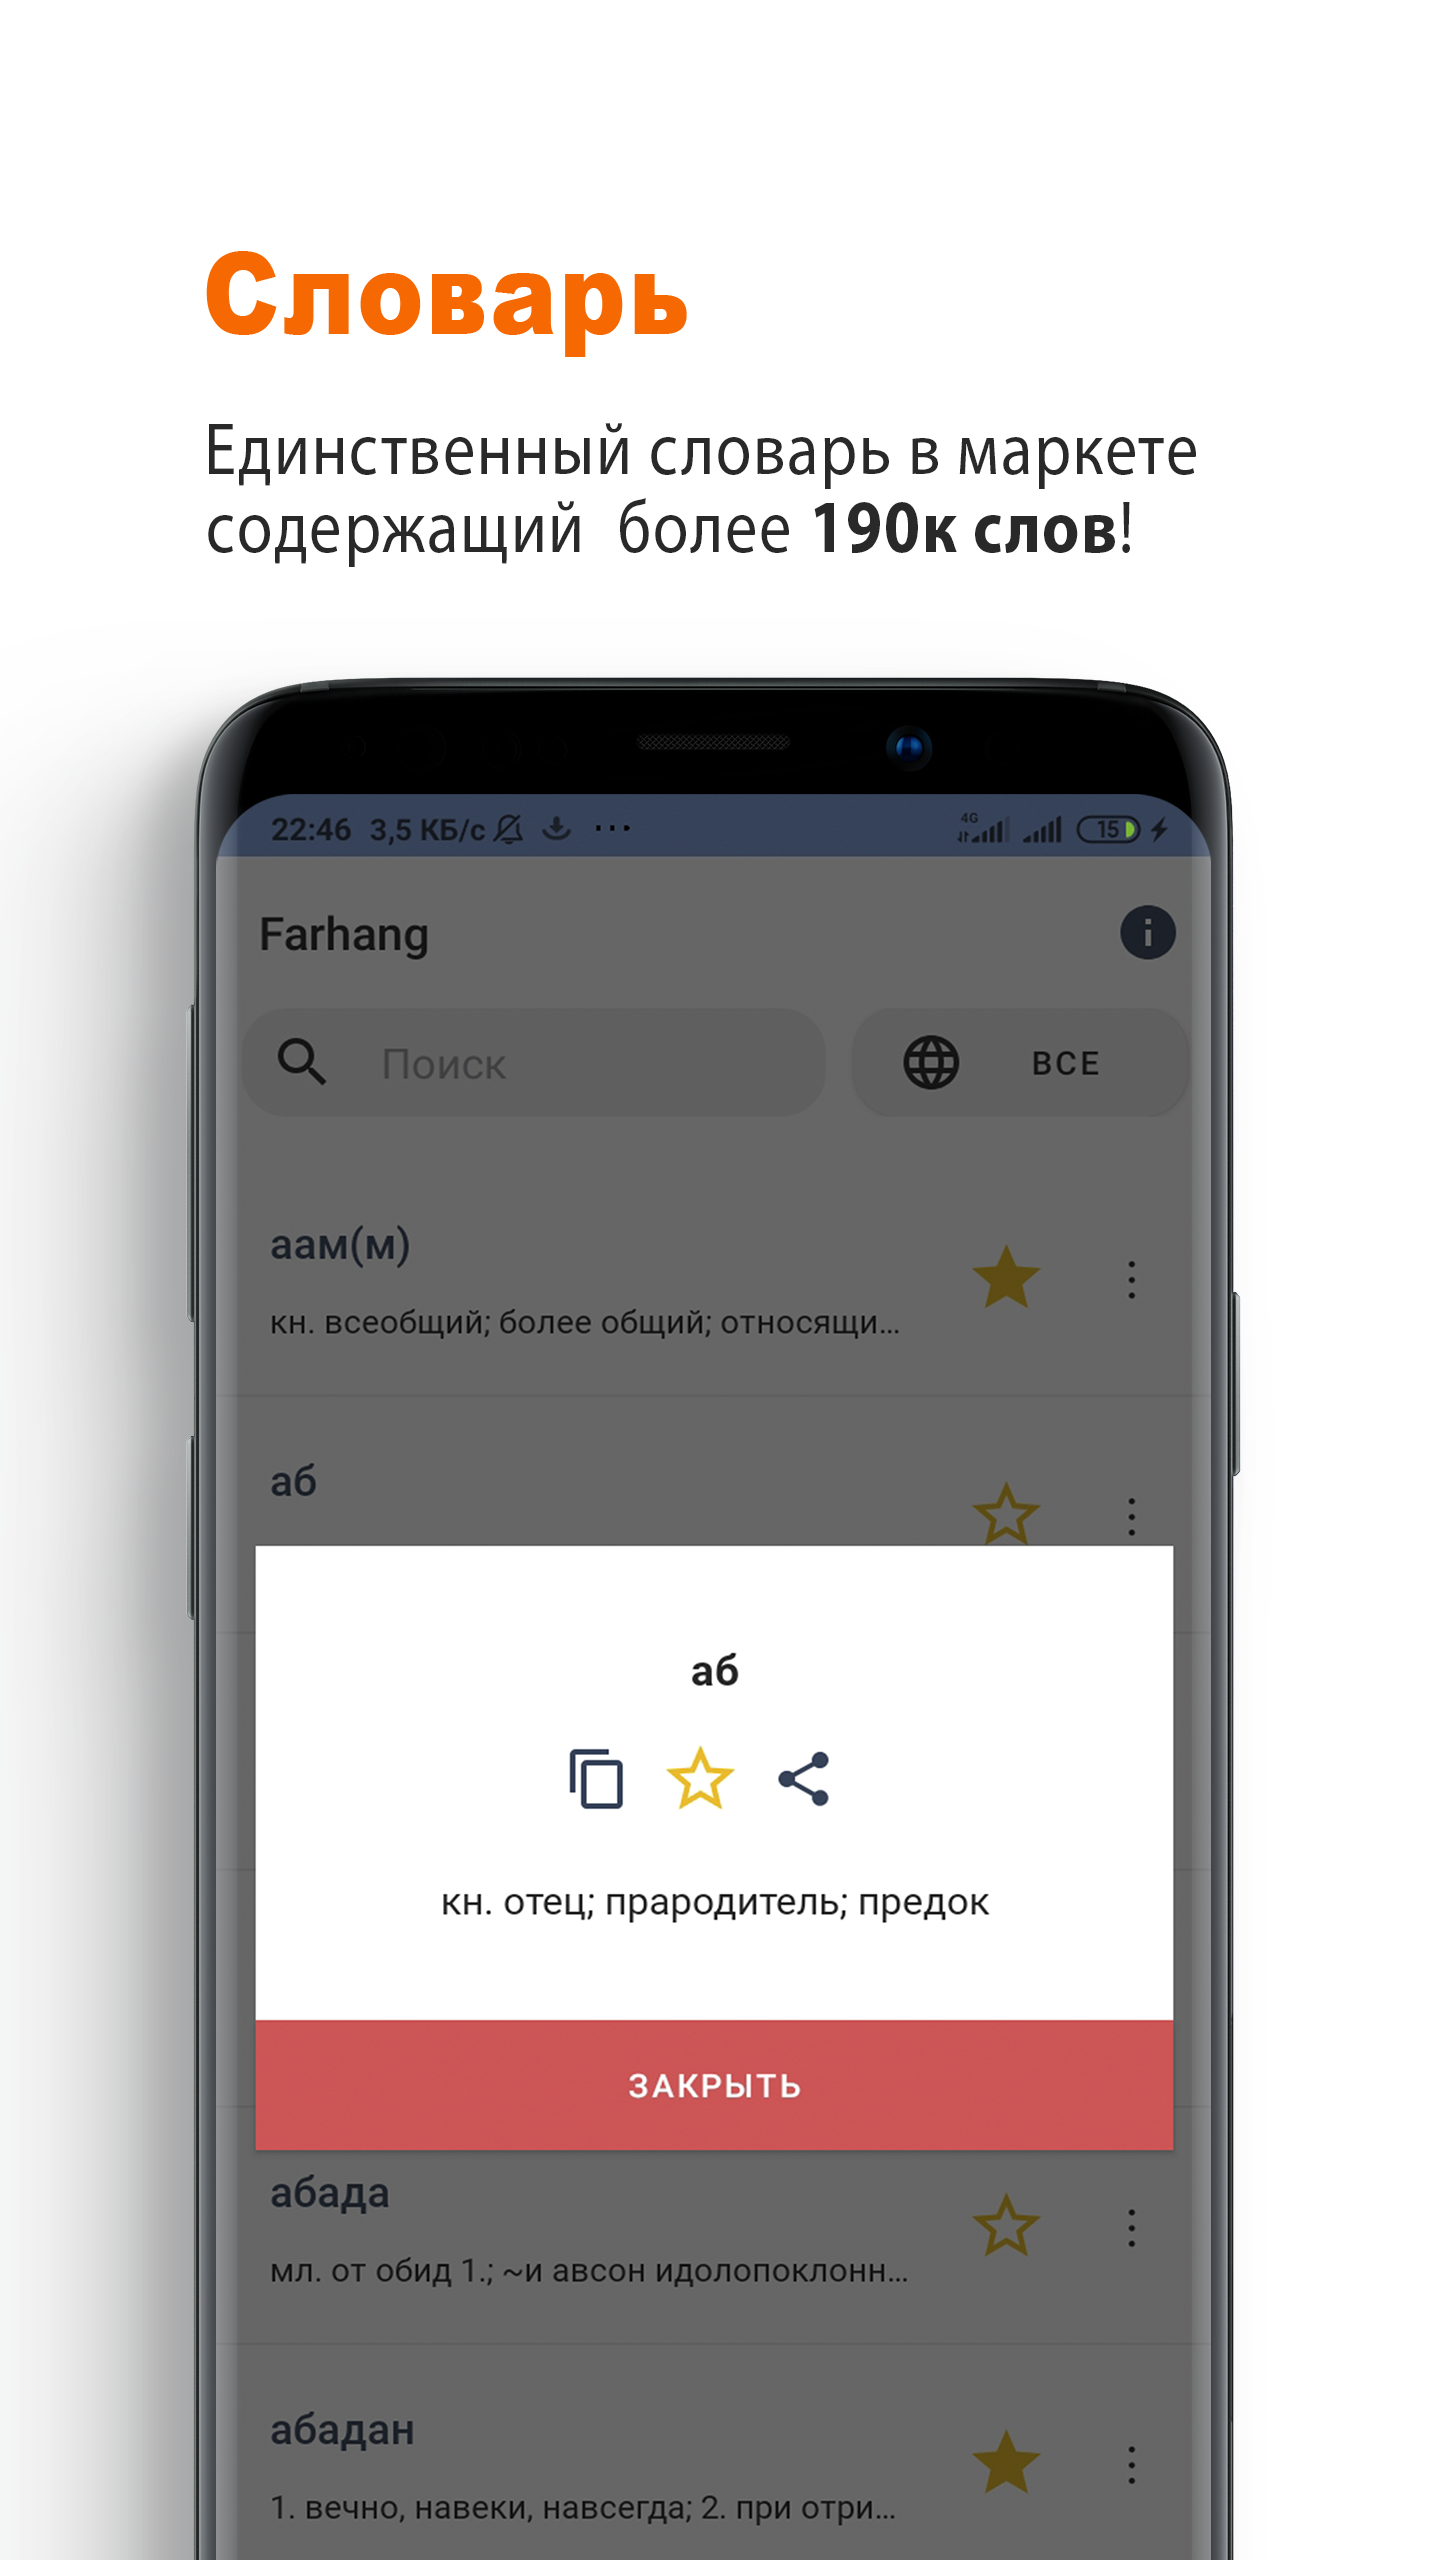 Словарь
Единственный словарь в маркете
содержащий более 190к слов!
22:46 3,5 КБ/с ... 4G 15
Farhang
Поиск ВСЕ
аам(м)
кн. всеобщий; более общий; относящи...
аб
аб
кн. отец; прародитель; предок
ЗАКРЫТЬ
абада
мл. от обид 1.; ~и авсон идолопоклонн...
абадан
1. вечно, навеки, навсегда; 2. при отри...